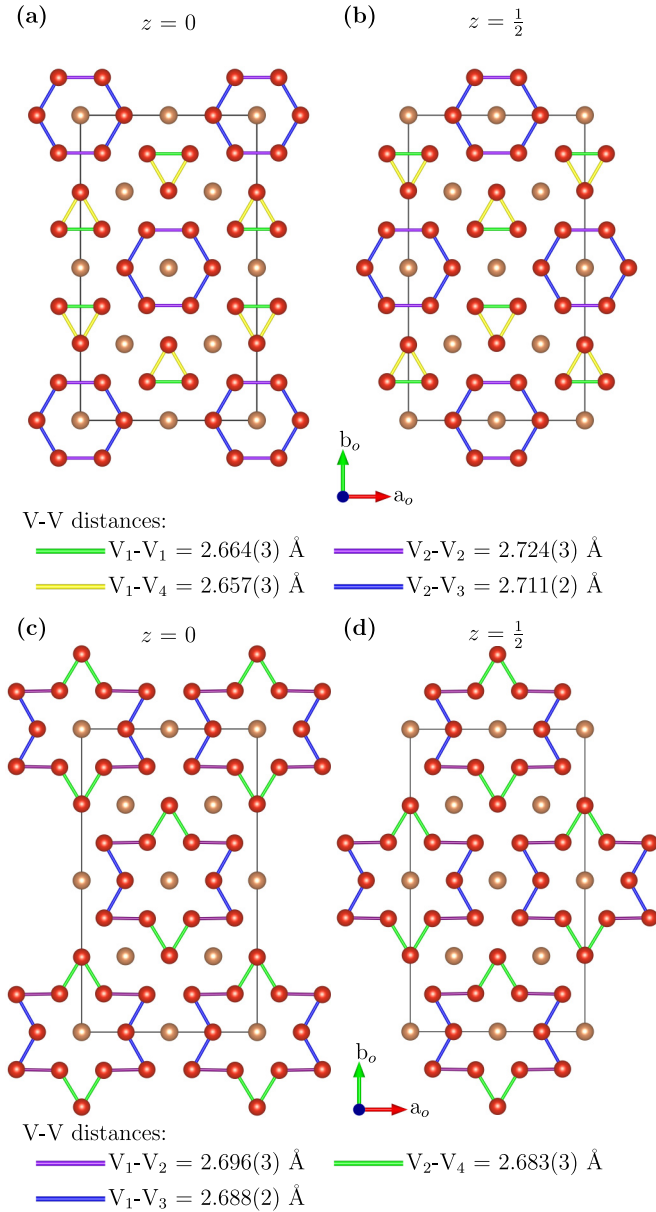 (a) z = 0
(b) z = 1/2
b_o
a_o
V-V distances:
V₁-V₁ = 2.664(3) Å
V₂-V₂ = 2.724(3) Å
V₁-V₄ = 2.657(3) Å
V₂-V₃ = 2.711(2) Å
(c) z = 0
(d) z = 1/2
b_o
a_o
V-V distances:
V₁-V₂ = 2.696(3) Å
V₂-V₄ = 2.683(3) Å
V₁-V₃ = 2.688(2) Å